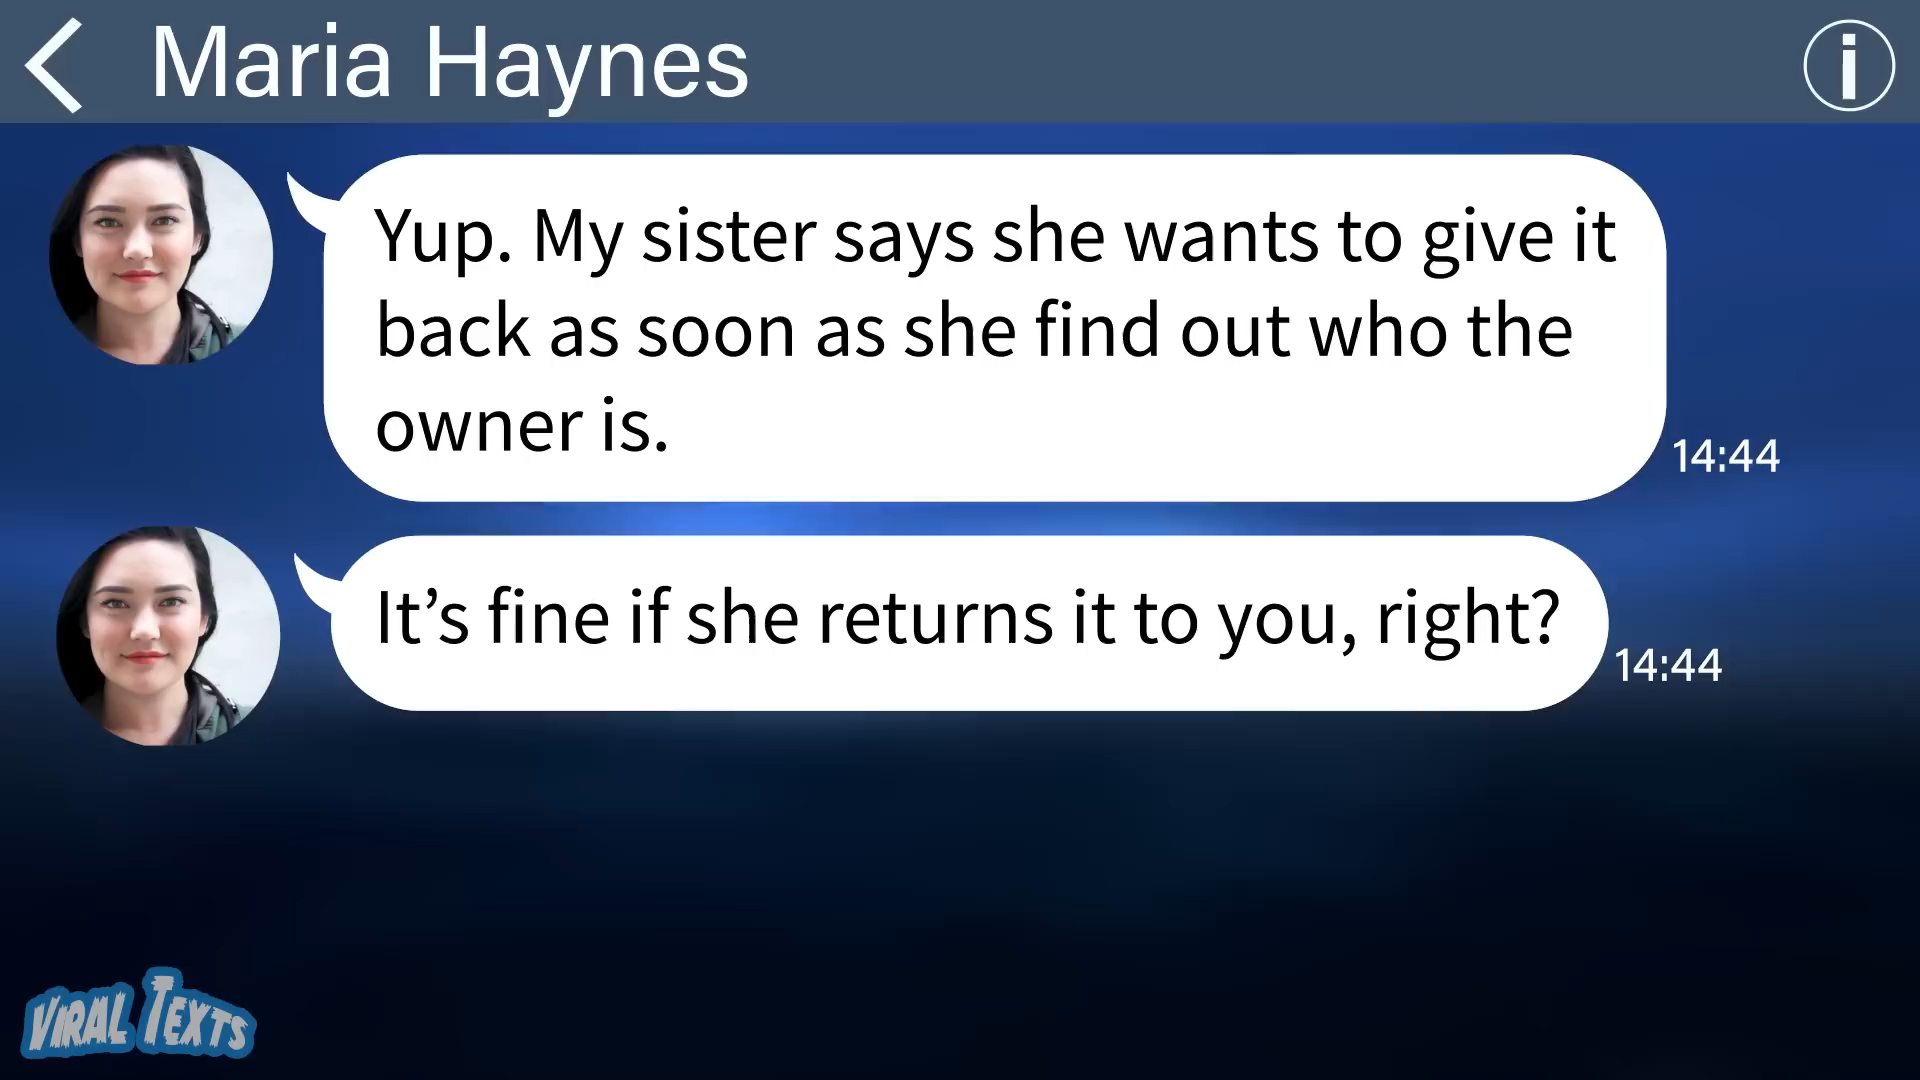 Maria Haynes
Yup. My sister says she wants to give it
back as soon as she find out who the
owner is.
14:44
It’s fine if she returns it to you, right?
14:44
VIRAL TEXTS